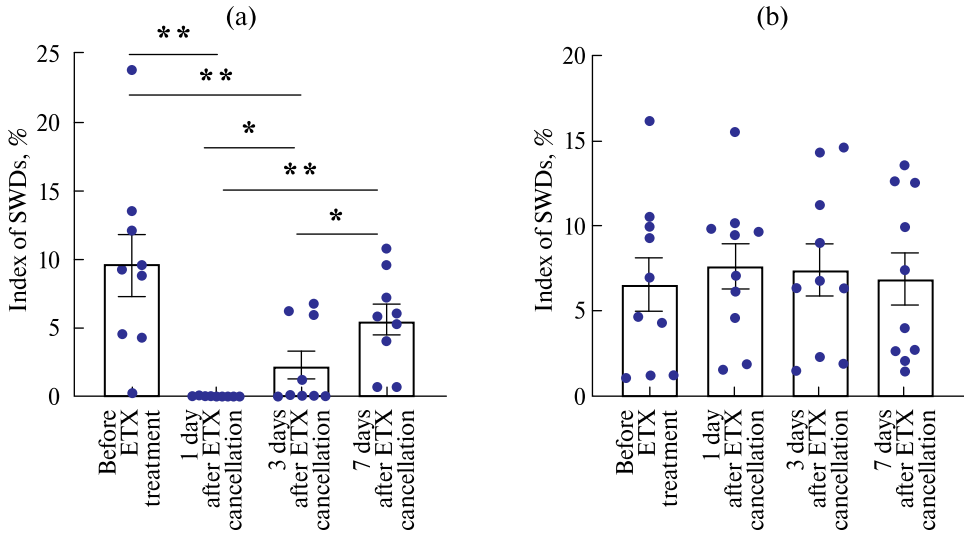 (a)
Index of SWDs, %
25
20
15
10
5
0
**
**
*
**
*
Before
ETX
treatment
1 day
after ETX
cancellation
3 days
after ETX
cancellation
7 days
after ETX
cancellation
(b)
Index of SWDs, %
20
15
10
5
0
Before
ETX
treatment
1 day
after ETX
cancellation
3 days
after ETX
cancellation
7 days
after ETX
cancellation